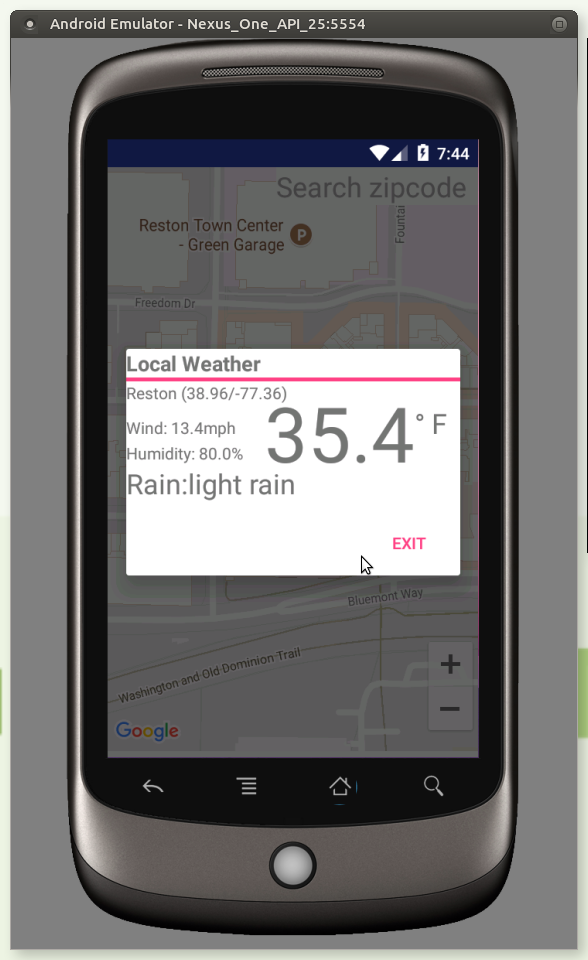 Android Emulator - Nexus_One_API_25:5554
7:44
Search zipcode
Reston Town Center
- Green Garage
P
Fountai
Freedom Dr
Local Weather
Reston (38.96/-77.36)
Wind: 13.4mph
35.4° F
Humidity: 80.0%
Rain:light rain
EXIT
Bluemont Way
Washington and Old Dominion Trail
+
−
Google